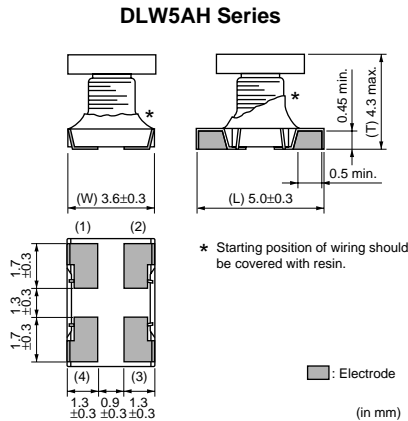 DLW5AH Series
*
*
0.45 min.
(T) 4.3 max.
0.5 min.
(W) 3.6±0.3
(L) 5.0±0.3
(1) (2)
* Starting position of wiring should
be covered with resin.
1.7
±0.3
1.3
±0.3
1.7
±0.3
(4) (3)
: Electrode
1.3 0.9 1.3
±0.3 ±0.3 ±0.3
(in mm)